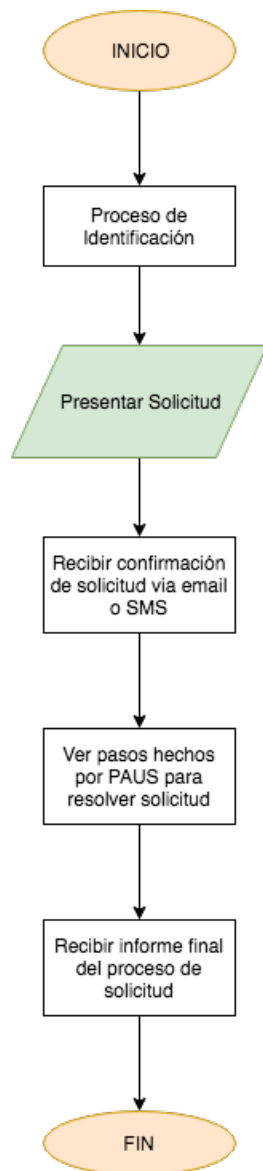 INICIO
Proceso de
Identificación
Presentar Solicitud
Recibir confirmación
de solicitud via email
o SMS
Ver pasos hechos
por PAUS para
resolver solicitud
Recibir informe final
del proceso de
solicitud
FIN